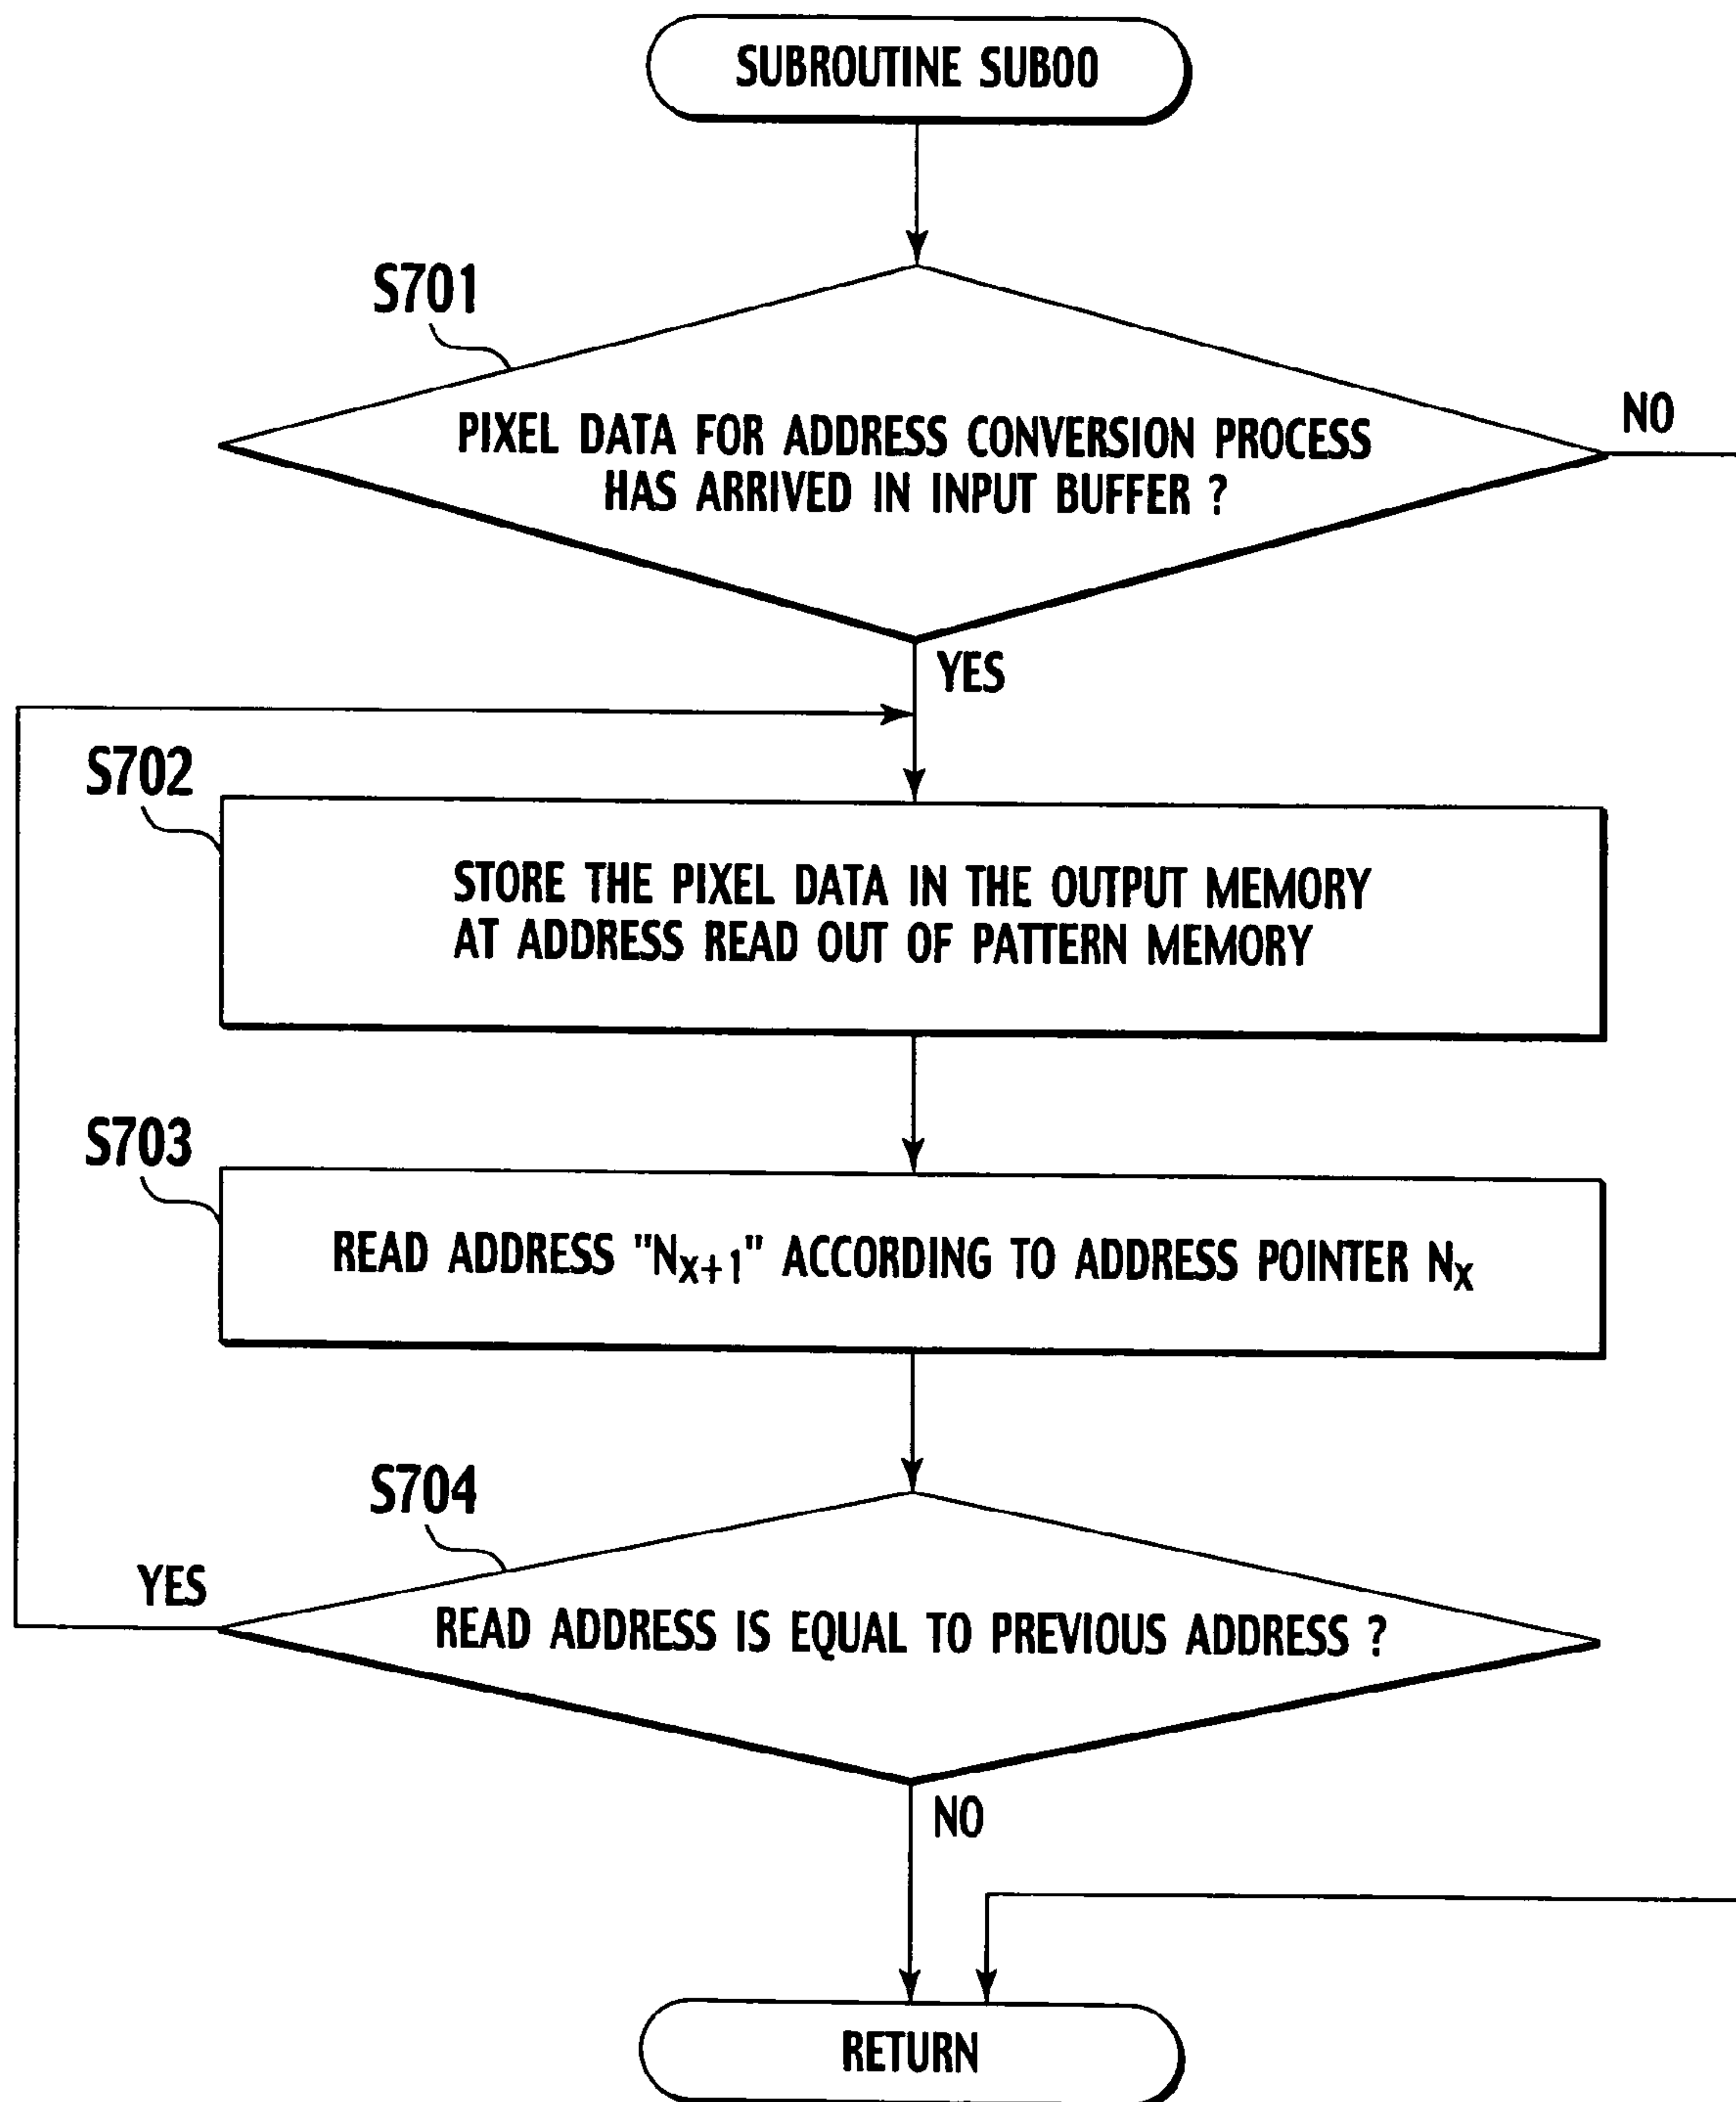 SUBROUTINE SUB00
S701
PIXEL DATA FOR ADDRESS CONVERSION PROCESS
HAS ARRIVED IN INPUT BUFFER ?
NO
YES
S702
STORE THE PIXEL DATA IN THE OUTPUT MEMORY
AT ADDRESS READ OUT OF PATTERN MEMORY
S703
READ ADDRESS "Nx+1" ACCORDING TO ADDRESS POINTER Nx
S704
YES
READ ADDRESS IS EQUAL TO PREVIOUS ADDRESS ?
NO
RETURN